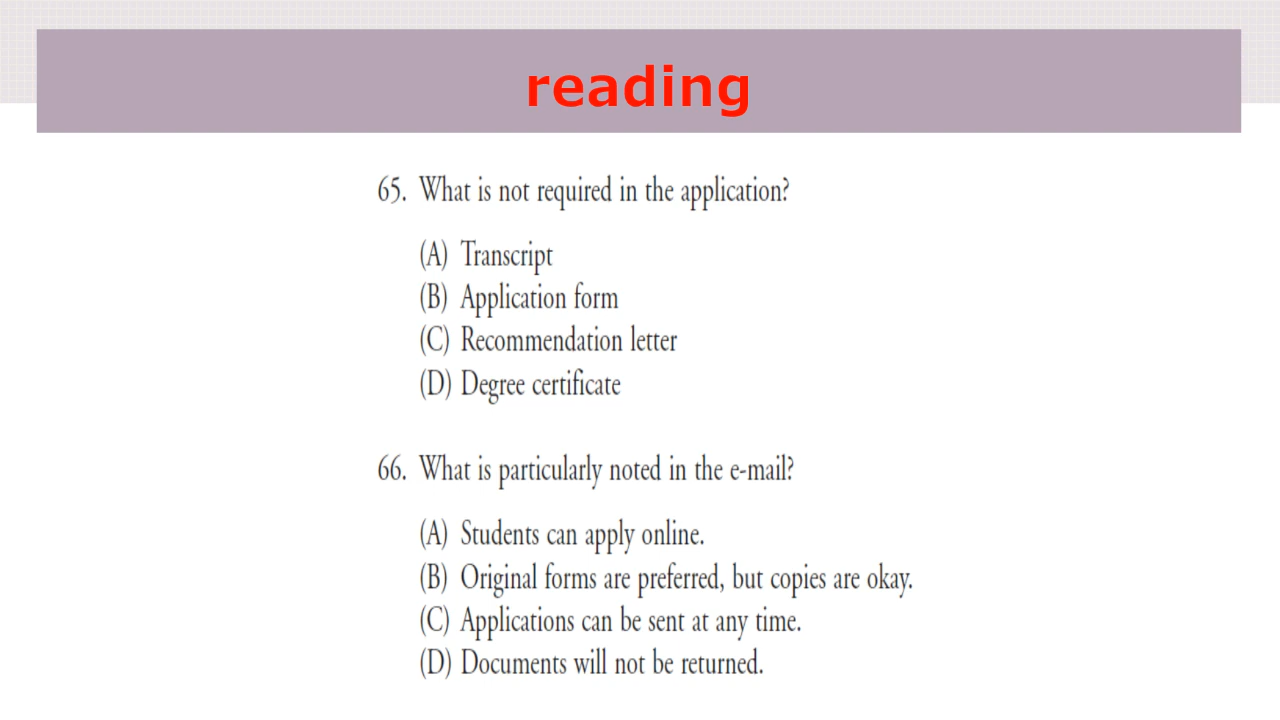 reading
65. What is not required in the application?
(A) Transcript
(B) Application form
(C) Recommendation letter
(D) Degree certificate
66. What is particularly noted in the e-mail?
(A) Students can apply online.
(B) Original forms are preferred, but copies are okay.
(C) Applications can be sent at any time.
(D) Documents will not be returned.